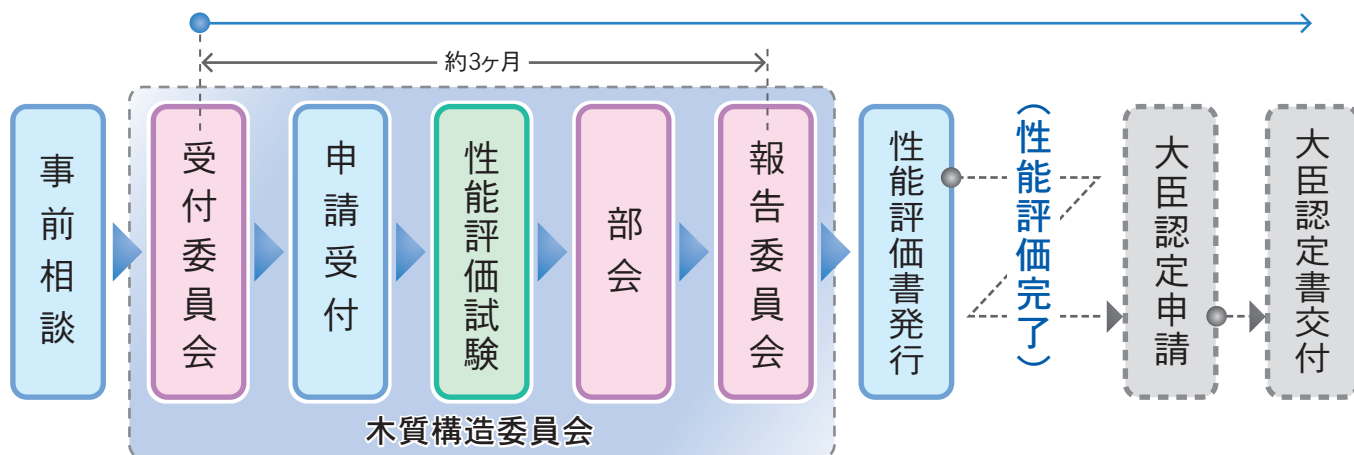 約3ヶ月
事前相談
受付委員会
申請受付
性能評価試験
部会
報告委員会
性能評価書発行
(性能評価完了)
大臣認定申請
大臣認定書交付
木質構造委員会